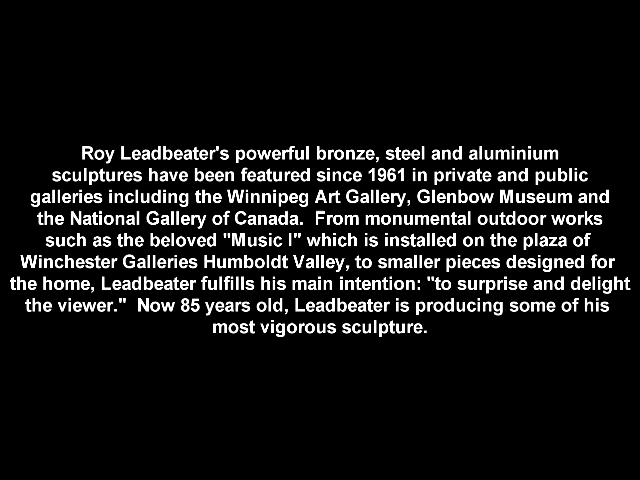 Roy Leadbeater's powerful bronze, steel and aluminium
sculptures have been featured since 1961 in private and public
galleries including the Winnipeg Art Gallery, Glenbow Museum and
the National Gallery of Canada.  From monumental outdoor works
such as the beloved "Music I" which is installed on the plaza of
Winchester Galleries Humboldt Valley, to smaller pieces designed for
the home, Leadbeater fulfills his main intention: "to surprise and delight
the viewer."  Now 85 years old, Leadbeater is producing some of his
most vigorous sculpture.